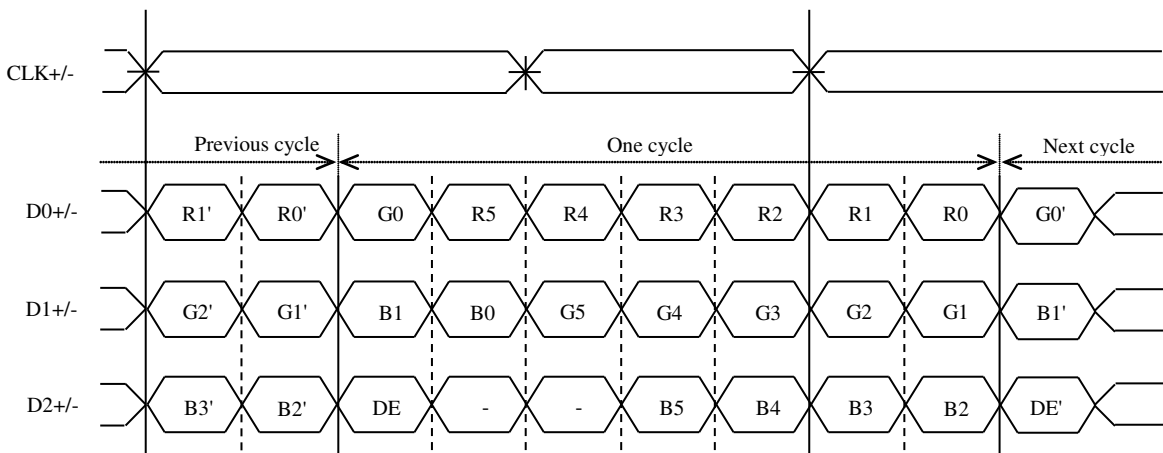 CLK+/-
Previous cycle One cycle Next cycle
D0+/- R1' R0' G0 R5 R4 R3 R2 R1 R0 G0'
D1+/- G2' G1' B1 B0 G5 G4 G3 G2 G1 B1'
D2+/- B3' B2' DE - - B5 B4 B3 B2 DE'